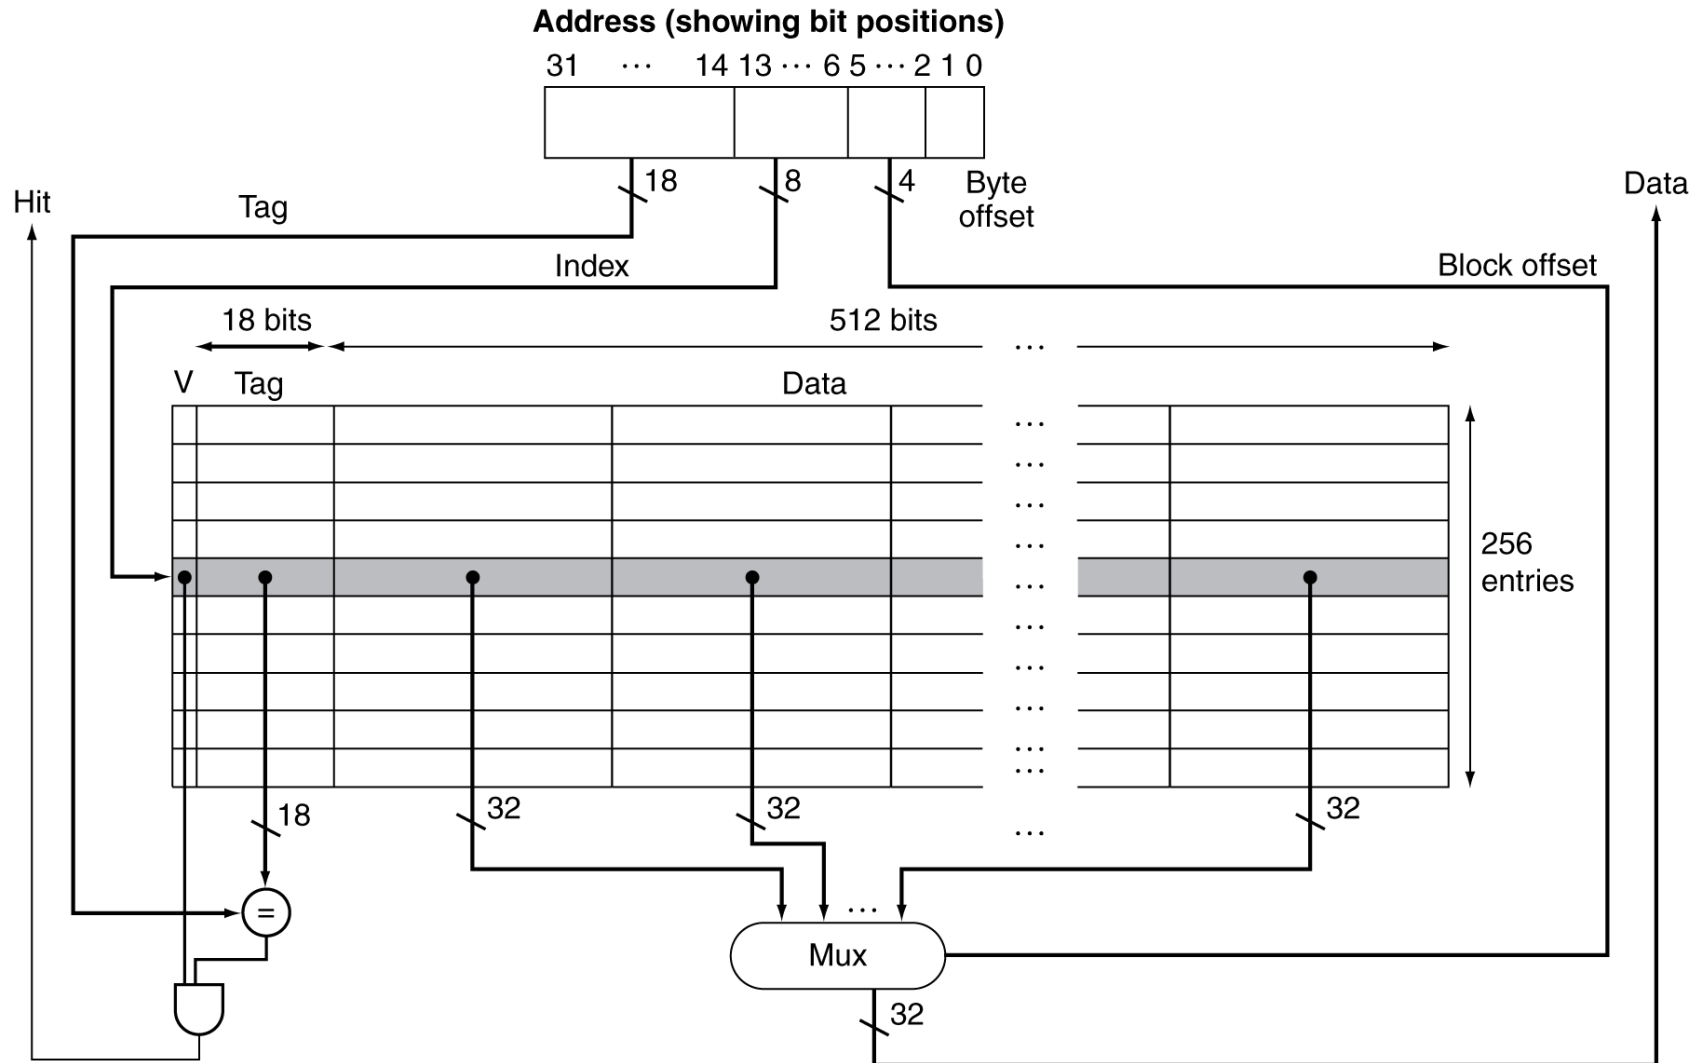 Address (showing bit positions)
31 ... 14 13 ... 6 5 ... 2 1 0
18
8
4
Byte
offset
Hit
Tag
Data
Index
Block offset
18 bits
512 bits
...
V
Tag
Data
...
...
...
...
...
...
...
...
...
...
256
entries
18
32
32
...
32
=
...
Mux
32